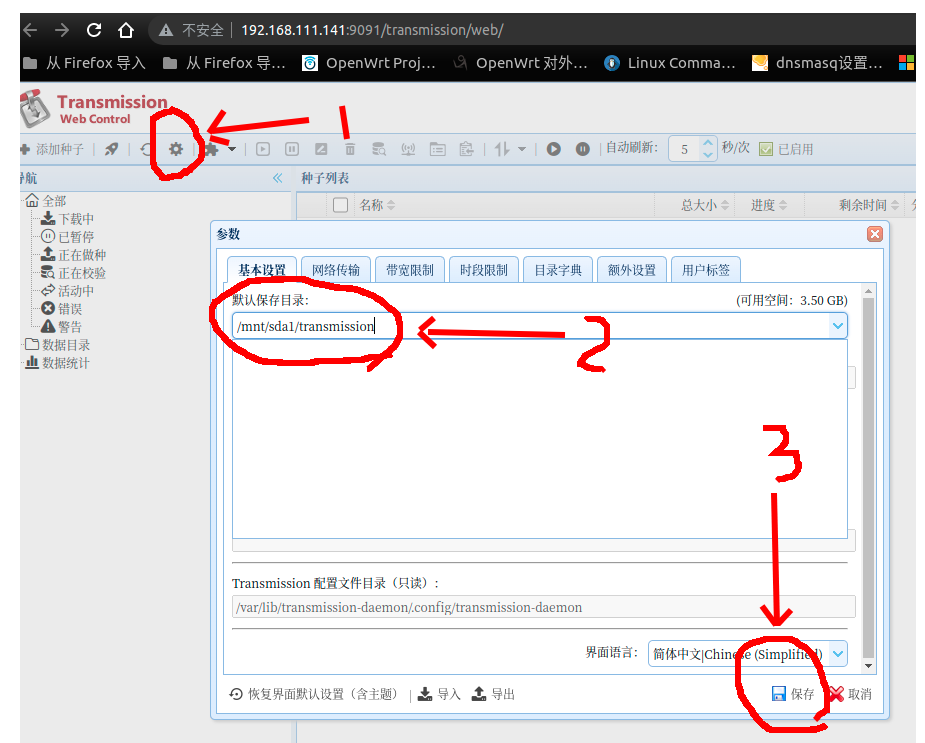 不安全 192.168.111.141:9091/transmission/web/
从 Firefox 导入 从 Firefox 导... OpenWrt Proj... OpenWrt 对外... Linux Comma... dnsmasq设置...
Transmission
Web Control
1
添加种子 自动刷新: 5 秒/次 已启用
导航 种子列表
全部 名称 总大小 进度 剩余时间
下载中
已暂停
正在做种
正在校验
活动中
错误
警告
数据目录
数据统计
参数
基本设置 网络传输 带宽限制 时段限制 目录字典 额外设置 用户标签
默认保存目录: (可用空间: 3.50 GB)
/mnt/sda1/transmission
2
3
Transmission 配置文件目录（只读）:
/var/lib/transmission-daemon/.config/transmission-daemon
界面语言: 简体中文|Chinese (Simplified)
恢复界面默认设置（含主题） 导入 导出 保存 取消